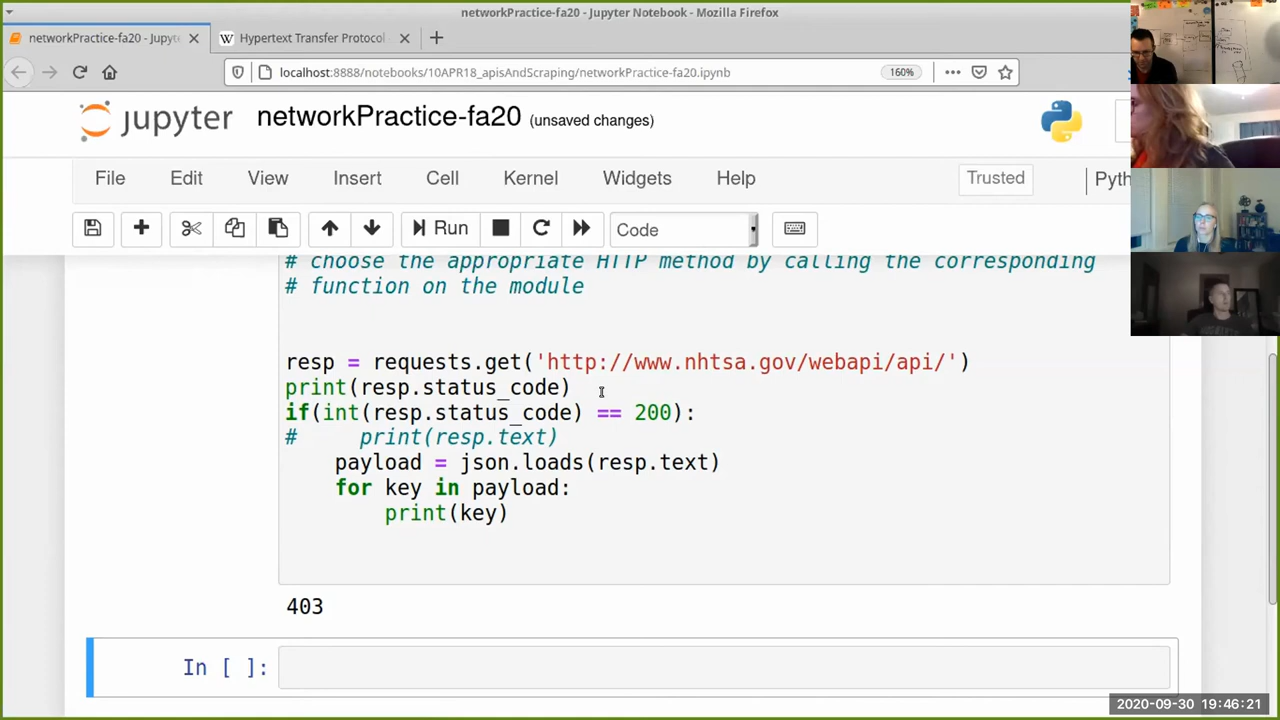 networkPractice-fa20 - Jupyter Notebook - Mozilla Firefox
networkPractice-fa20 - Jupyte
Hypertext Transfer Protocol
localhost:8888/notebooks/10APR18_apisAndScraping/networkPractice-fa20.ipynb
160%
jupyter networkPractice-fa20 (unsaved changes)
File Edit View Insert Cell Kernel Widgets Help Trusted Pyth
Run Code
# choose the appropriate HTTP method by calling the corresponding
# function on the module
resp = requests.get('http://www.nhtsa.gov/webapi/api/')
print(resp.status_code)
if(int(resp.status_code) == 200):
#     print(resp.text)
    payload = json.loads(resp.text)
    for key in payload:
        print(key)
403
In [ ]:
2020-09-30 19:46:21